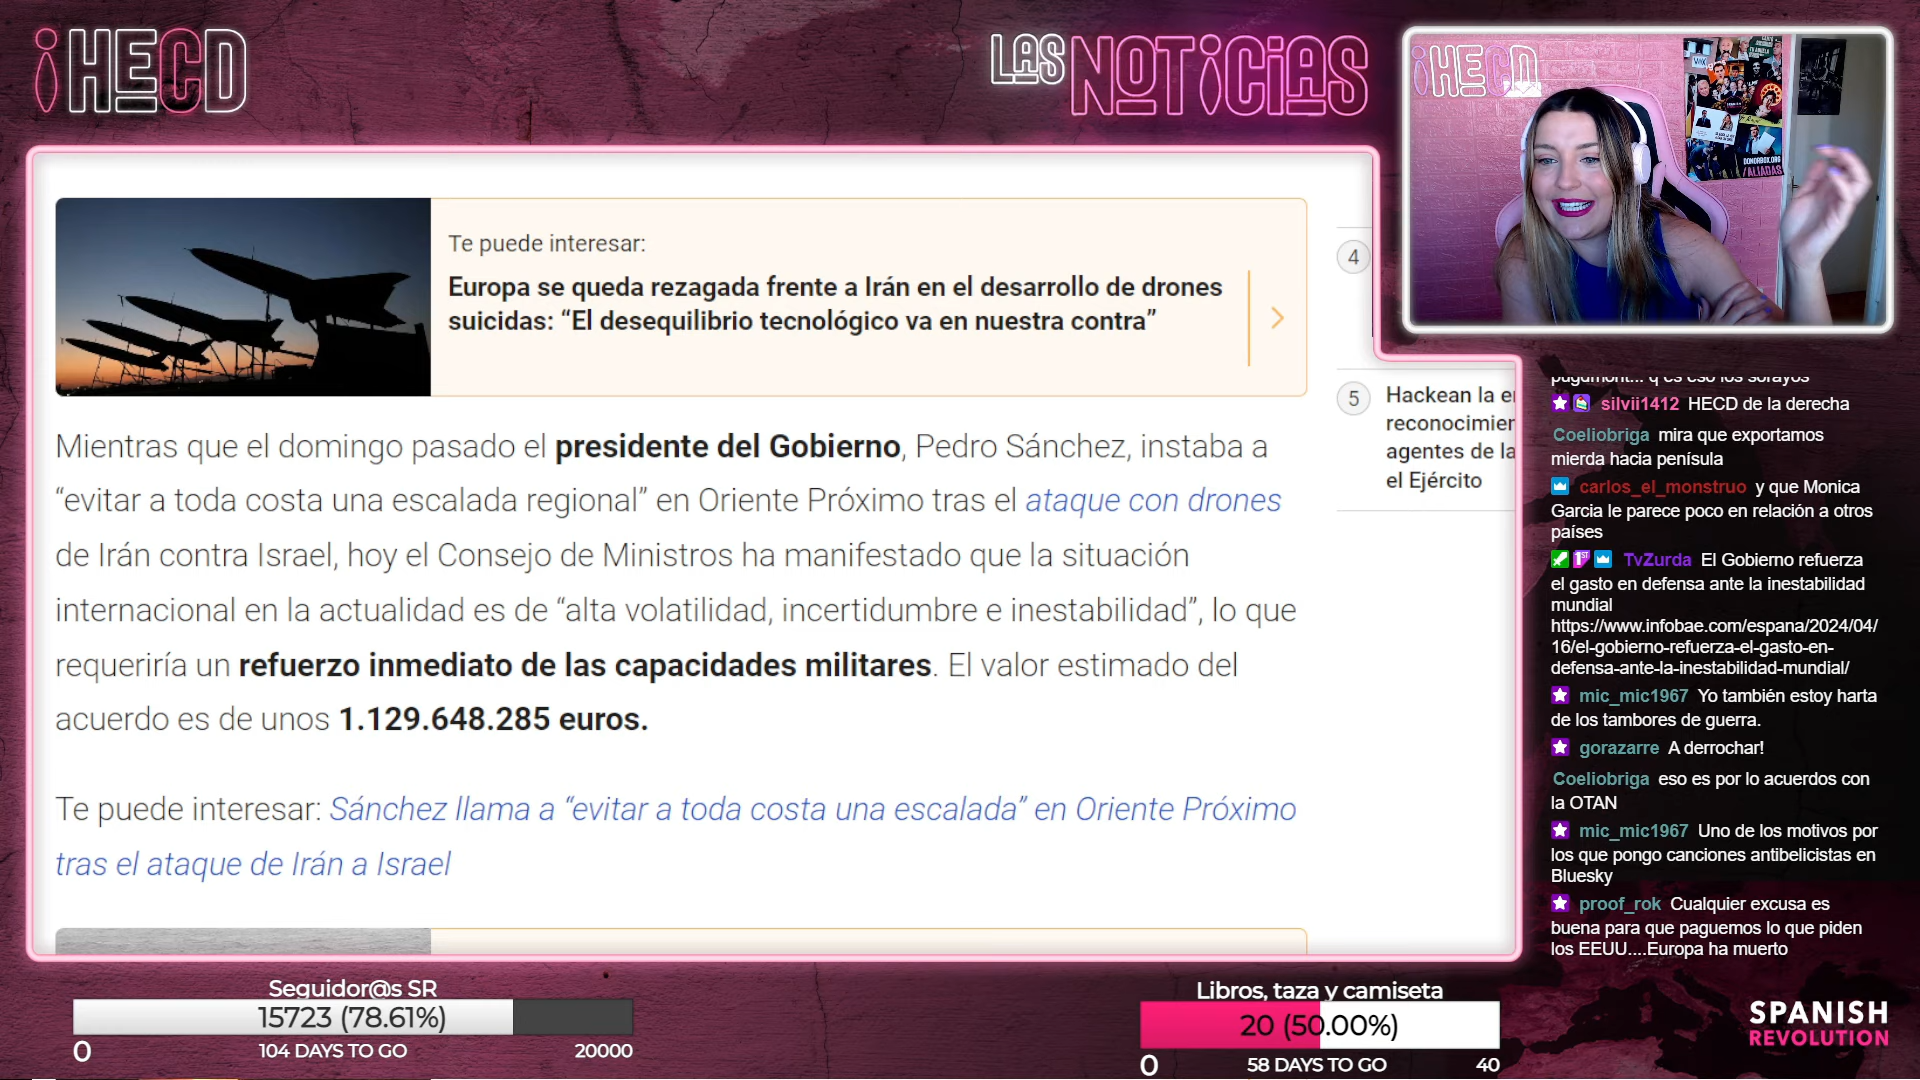 ¡HECD
LAS NOTICIAS
¡HECD
DONORBOX.ORG
/ALIADAS
Te puede interesar:
Europa se queda rezagada frente a Irán en el desarrollo de drones
suicidas: “El desequilibrio tecnológico va en nuestra contra”
Mientras que el domingo pasado el presidente del Gobierno, Pedro Sánchez, instaba a
“evitar a toda costa una escalada regional” en Oriente Próximo tras el ataque con drones
de Irán contra Israel, hoy el Consejo de Ministros ha manifestado que la situación
internacional en la actualidad es de “alta volatilidad, incertidumbre e inestabilidad”, lo que
requeriría un refuerzo inmediato de las capacidades militares. El valor estimado del
acuerdo es de unos 1.129.648.285 euros.
Te puede interesar: Sánchez llama a “evitar a toda costa una escalada” en Oriente Próximo
tras el ataque de Irán a Israel
4
5
Hackean la
reconocimier
agentes de la
el Ejército
silvii1412 HECD de la derecha
Coeliobriga mira que exportamos
mierda hacia península
carlos_el_monstruo y que Monica
Garcia le parece poco en relación a otros
países
TvZurda El Gobierno refuerza
el gasto en defensa ante la inestabilidad
mundial
https://www.infobae.com/espana/2024/04/
16/el-gobierno-refuerza-el-gasto-en-
defensa-ante-la-inestabilidad-mundial/
mic_mic1967 Yo también estoy harta
de los tambores de guerra.
gorazarre A derrochar!
Coeliobriga eso es por lo acuerdos con
la OTAN
mic_mic1967 Uno de los motivos por
los que pongo canciones antibelicistas en
Bluesky
proof_rok Cualquier excusa es
buena para que paguemos lo que piden
los EEUU....Europa ha muerto
Seguidor@s SR
15723 (78.61%)
0 104 DAYS TO GO 20000
Libros, taza y camiseta
20 (50.00%)
0 58 DAYS TO GO 40
SPANISH
REVOLUTION